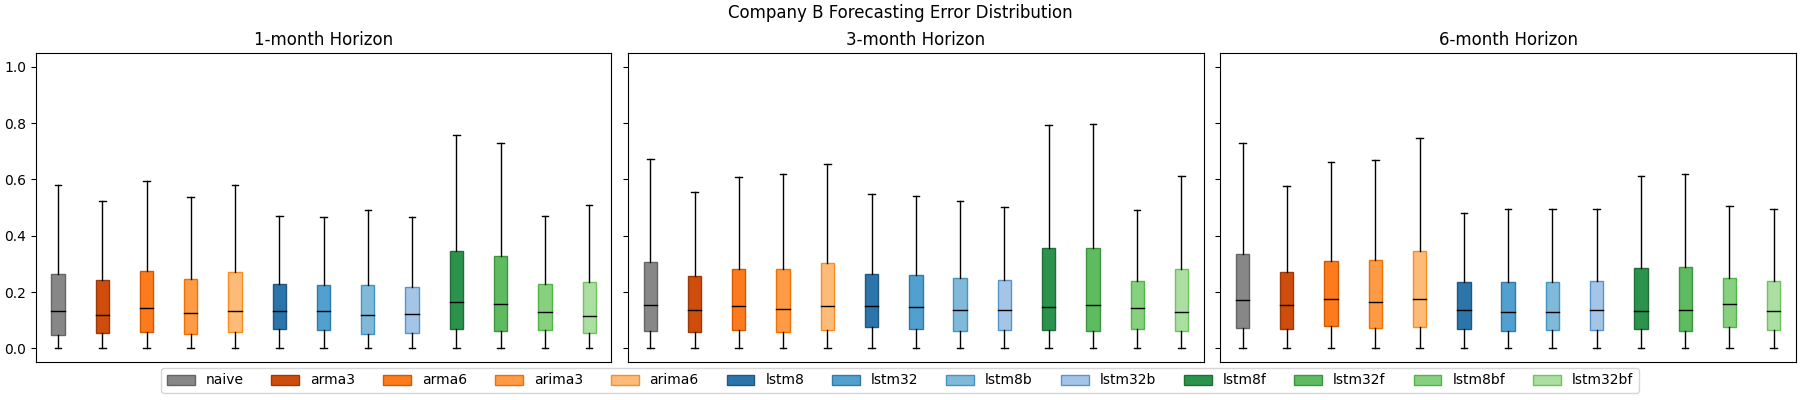 Company B Forecasting Error Distribution
1-month Horizon 3-month Horizon 6-month Horizon
1.0
0.8
0.6
0.4
0.2
0.0
naive arma3 arma6 arima3 arima6 lstm8 lstm32 lstm8b lstm32b lstm8f lstm32f lstm8bf lstm32bf